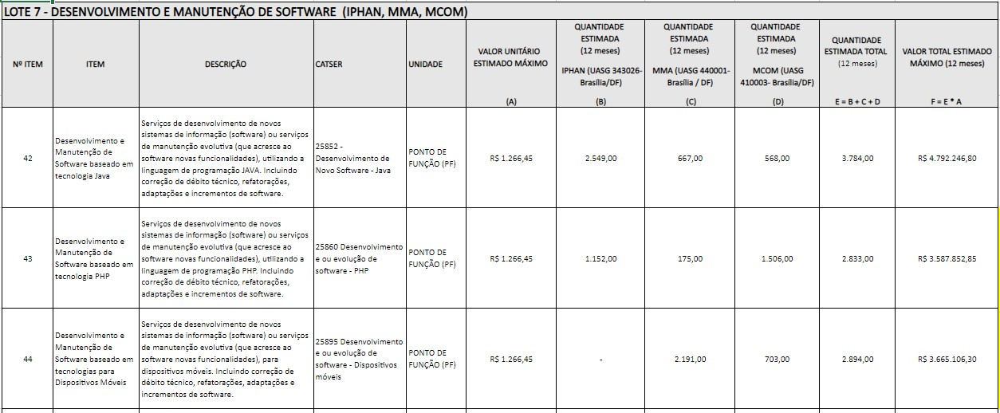 LOTE 7 - DESENVOLVIMENTO E MANUTENÇÃO DE SOFTWARE (IPHAN, MMA, MCOM)
Nº ITEM
ITEM
DESCRIÇÃO
CATSER
UNIDADE
VALOR UNITÁRIO
ESTIMADO MÁXIMO
(A)
QUANTIDADE
ESTIMADA
(12 meses)
IPHAN (UASG 343026-
Brasília/DF)
(B)
QUANTIDADE
ESTIMADA
(12 meses)
MMA (UASG 440001-
Brasília / DF)
(C)
QUANTIDADE
ESTIMADA
(12 meses)
MCOM (UASG
410003- Brasília/DF)
(D)
QUANTIDADE
ESTIMADA TOTAL
(12 meses)
E = B + C + D
VALOR TOTAL ESTIMADO
MÁXIMO (12 meses)
F = E * A
42
Desenvolvimento e
Manutenção de
Software baseado em
tecnologia Java
Serviços de desenvolvimento de novos
sistemas de informação (software) ou serviços
de manutenção evolutiva (que acresce ao
software novas funcionalidades), utilizando a
linguagem de programação JAVA. Incluindo
correção de débito técnico, refatorações,
adaptações e incrementos de software.
25852 -
Desenvolvimento de
Novo Software - Java
PONTO DE
FUNÇÃO (PF)
R$ 1.266,45
2.549,00
667,00
568,00
3.784,00
R$ 4.792.246,80
43
Desenvolvimento e
Manutenção de
Software baseado em
tecnologia PHP
Serviços de desenvolvimento de novos
sistemas de informação (software) ou serviços
de manutenção evolutiva (que acresce ao
software novas funcionalidades), utilizando a
linguagem de programação PHP. Incluindo
correção de débito técnico, refatorações,
adaptações e incrementos de software.
25860 Desenvolvimento
e ou evolução de
software - PHP
PONTO DE
FUNÇÃO (PF)
R$ 1.266,45
1.152,00
175,00
1.506,00
2.833,00
R$ 3.587.852,85
44
Desenvolvimento e
Manutenção de
Software baseado em
tecnologias para
Dispositivos Móveis
Serviços de desenvolvimento de novos
sistemas de informação (software) ou serviços
de manutenção evolutiva (que acresce ao
software novas funcionalidades), para
dispositivos móveis. Incluindo correção de
débito técnico, refatorações, adaptações e
incrementos de software.
25895 Desenvolvimento
e ou evolução de
software - Dispositivos
móveis
PONTO DE
FUNÇÃO (PF)
R$ 1.266,45
-
2.191,00
703,00
2.894,00
R$ 3.665.106,30